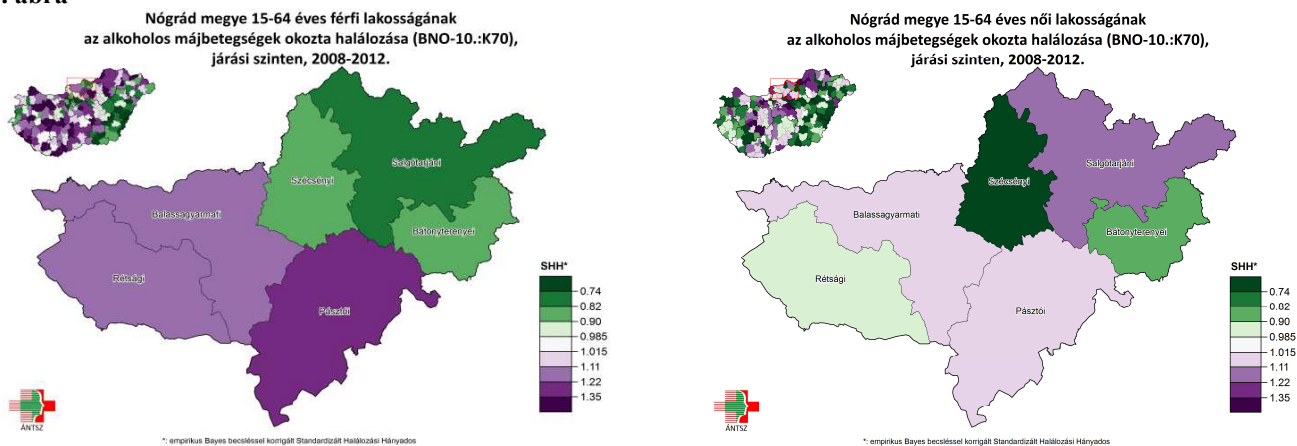 . ábra
Nógrád megye 15-64 éves férfi lakosságának
az alkoholos májbetegségek okozta halálozása (BNO-10.:K70),
járási szinten, 2008-2012.
Salgótarjáni
Szécsényi
Balassagyarmati
Bátonyterenyei
Rétsági
Pásztói
SHH*
0.74
0.82
0.90
0.985
1.015
1.11
1.22
1.35
ÁNTSZ
*: empirikus Bayes becsléssel korrigált Standardizált Halálozási Hányados
Nógrád megye 15-64 éves női lakosságának
az alkoholos májbetegségek okozta halálozása (BNO-10.:K70),
járási szinten, 2008-2012.
Salgótarjáni
Szécsényi
Balassagyarmati
Bátonyterenyei
Rétsági
Pásztói
SHH*
0.74
0.02
0.90
0.985
1.015
1.11
1.22
1.35
ÁNTSZ
*: empirikus Bayes becsléssel korrigált Standardizált Halálozási Hányados